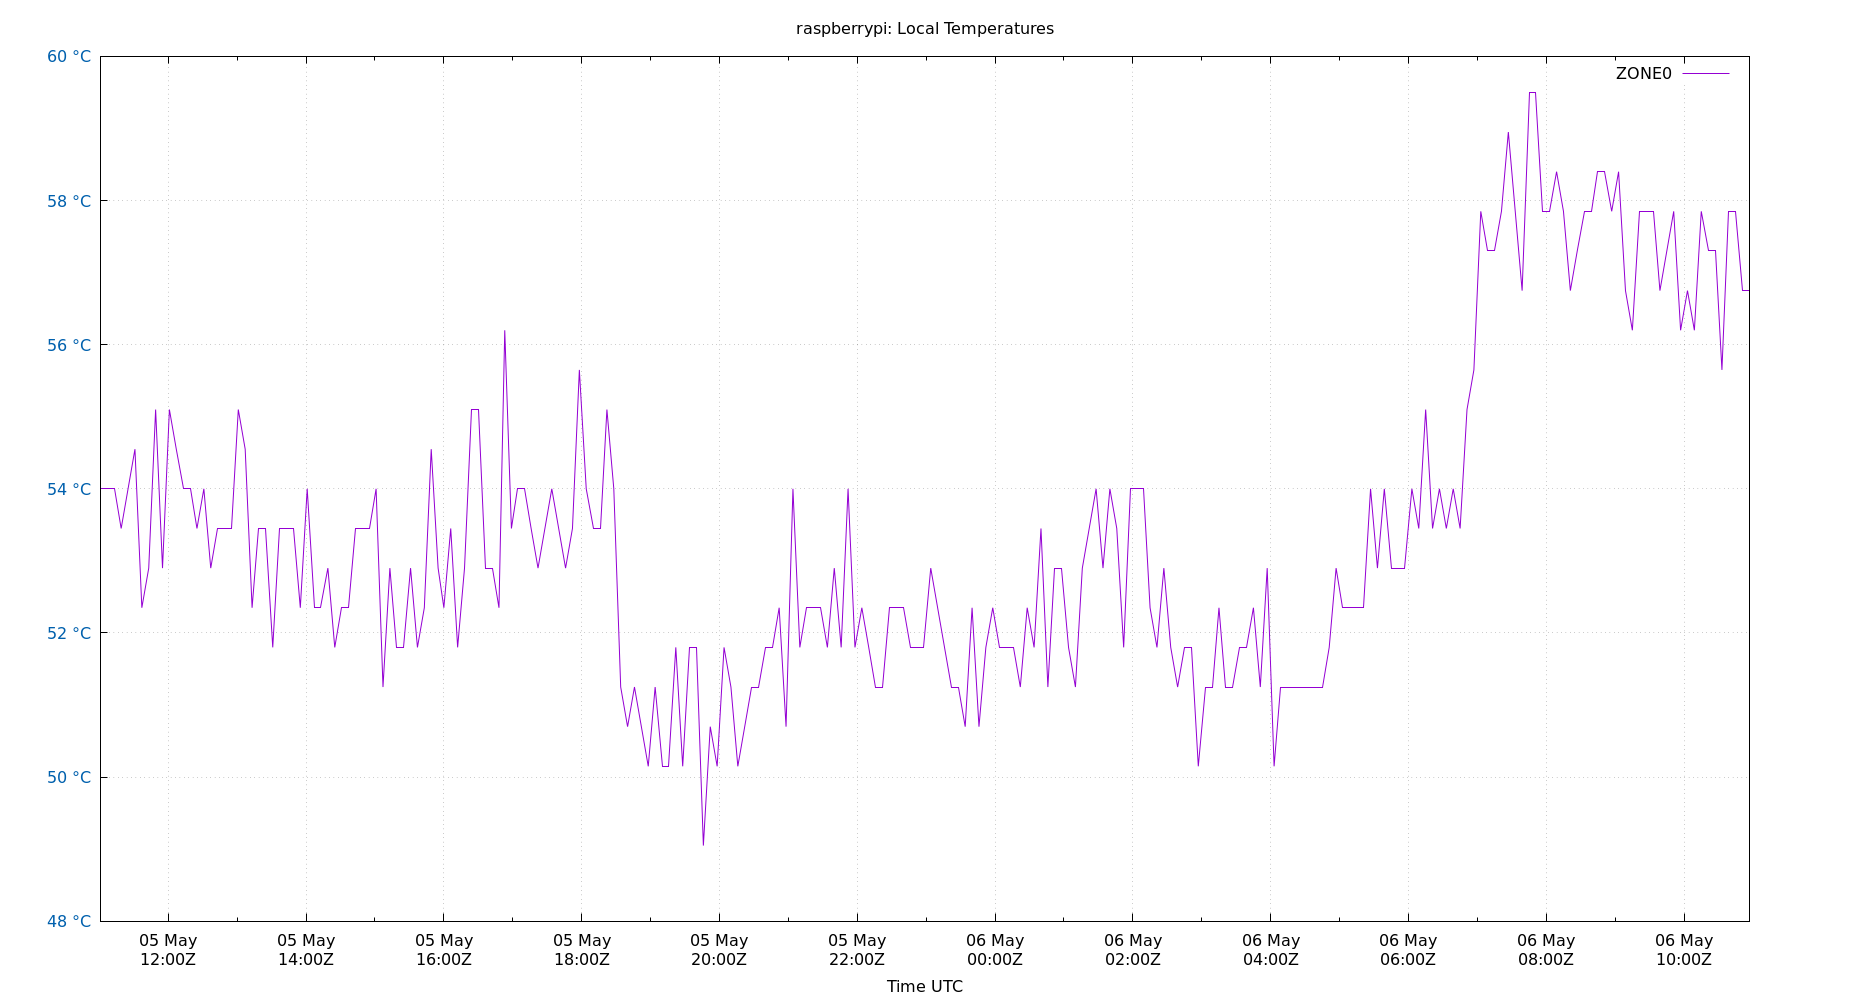 raspberrypi: Local Temperatures
60 °C
ZONE0
58 °C
56 °C
54 °C
52 °C
50 °C
48 °C
05 May 05 May 05 May 05 May 05 May 05 May 06 May 06 May 06 May 06 May 06 May 06 May
12:00Z 14:00Z 16:00Z 18:00Z 20:00Z 22:00Z 00:00Z 02:00Z 04:00Z 06:00Z 08:00Z 10:00Z
Time UTC